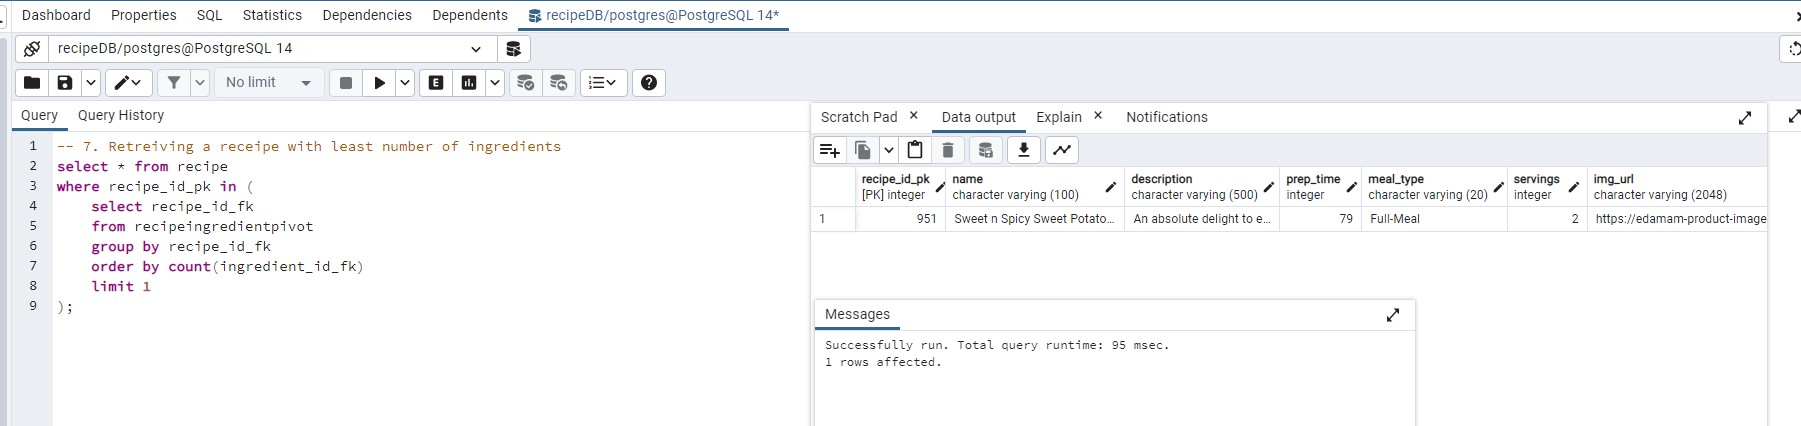 Dashboard Properties SQL Statistics Dependencies Dependents recipeDB/postgres@PostgreSQL 14*
recipeDB/postgres@PostgreSQL 14
No limit E
Query Query History
1 -- 7. Retreiving a receipe with least number of ingredients
2 select * from recipe
3 where recipe_id_pk in (
4 select recipe_id_fk
5 from recipeingredientpivot
6 group by recipe_id_fk
7 order by count(ingredient_id_fk)
8 limit 1
9 );
Scratch Pad Data output Explain Notifications
recipe_id_pk name description prep_time meal_type servings img_url
[PK] integer character varying (100) character varying (500) integer character varying (20) integer character varying (2048)
1 951 Sweet n Spicy Sweet Potato... An absolute delight to e... 79 Full-Meal 2 https://edamam-product-image
Messages
Successfully run. Total query runtime: 95 msec.
1 rows affected.